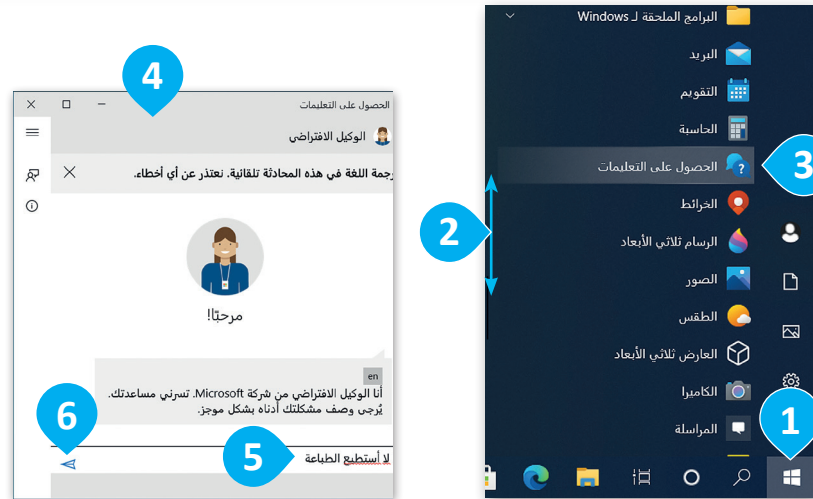 البرامج الملحقة لـ Windows
البريد
التقويم
الحاسبة
الحصول على التعليمات
3
الخرائط
2
الرسام ثلاثي الأبعاد
الصور
الطقس
العارض ثلاثي الأبعاد
الكاميرا
1
المراسلة
4
الحصول على التعليمات
الوكيل الافتراضي
رجمة اللغة في هذه المحادثة تلقائية. نعتذر عن أي أخطاء.
مرحبًا!
en
أنا الوكيل الافتراضي من شركة Microsoft. تسرني مساعدتك.
يُرجى وصف مشكلتك أدناه بشكل موجز.
6
5
لا أستطيع الطباعة